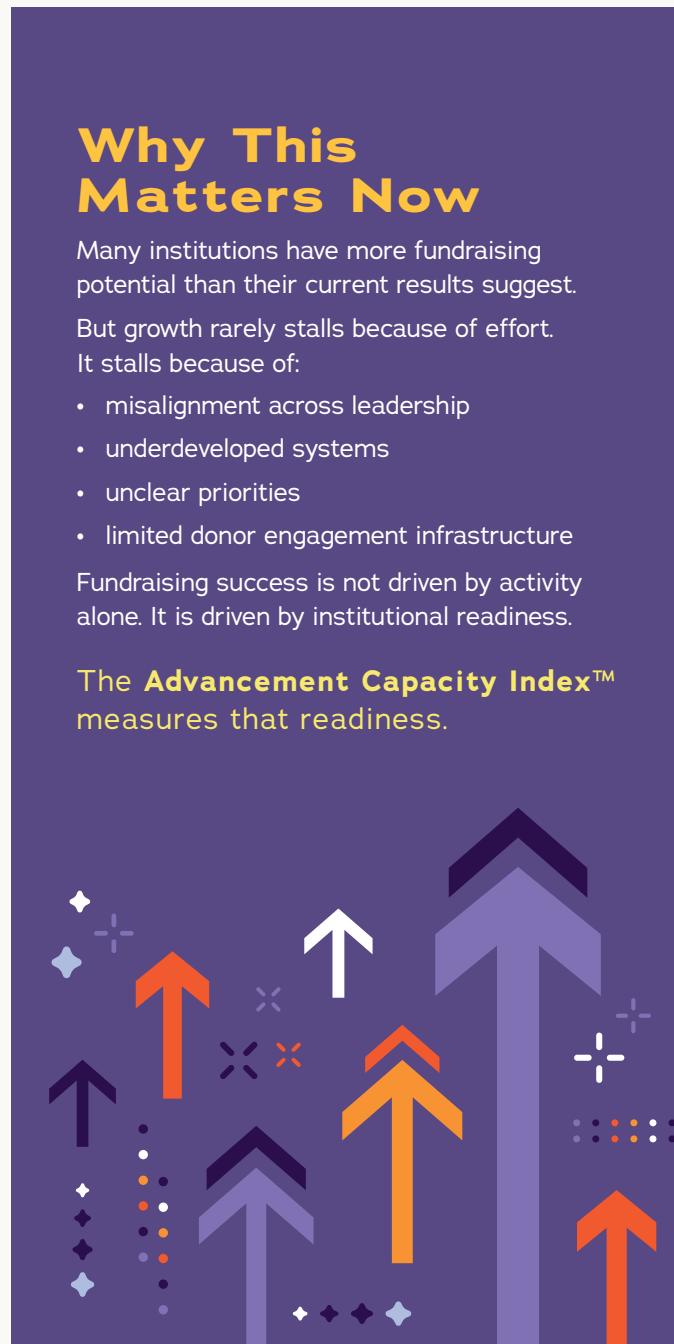 Why This
Matters Now
Many institutions have more fundraising
potential than their current results suggest.
But growth rarely stalls because of effort.
It stalls because of:
• misalignment across leadership
• underdeveloped systems
• unclear priorities
• limited donor engagement infrastructure
Fundraising success is not driven by activity
alone. It is driven by institutional readiness.
The Advancement Capacity Index™
measures that readiness.